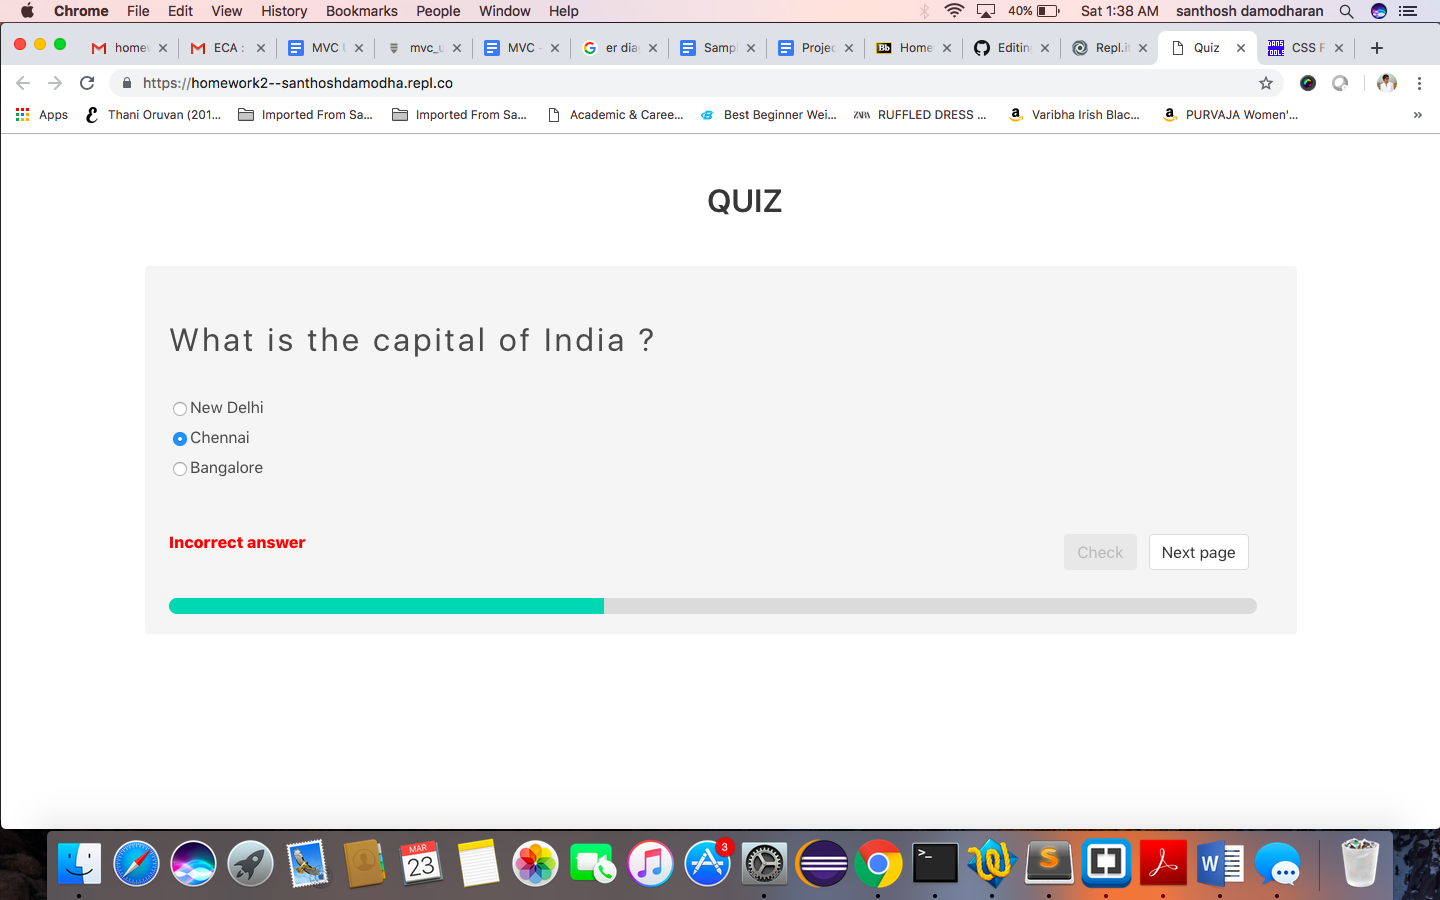 Chrome File Edit View History Bookmarks People Window Help 40% Sat 1:38 AM santhosh damodharan
homew ECA : MVC U mvc_u MVC - er dia Sampl Projec Bb Home Editin Repl.it Quiz CSS F
https://homework2--santhoshdamodha.repl.co
Apps Thani Oruvan (201... Imported From Sa... Imported From Sa... Academic & Caree... Best Beginner Wei... ZARA RUFFLED DRESS ... Varibha Irish Blac... PURVAJA Women'... »
QUIZ
What is the capital of India ?
New Delhi
Chennai
Bangalore
Incorrect answer
Check Next page
MAR
23
3